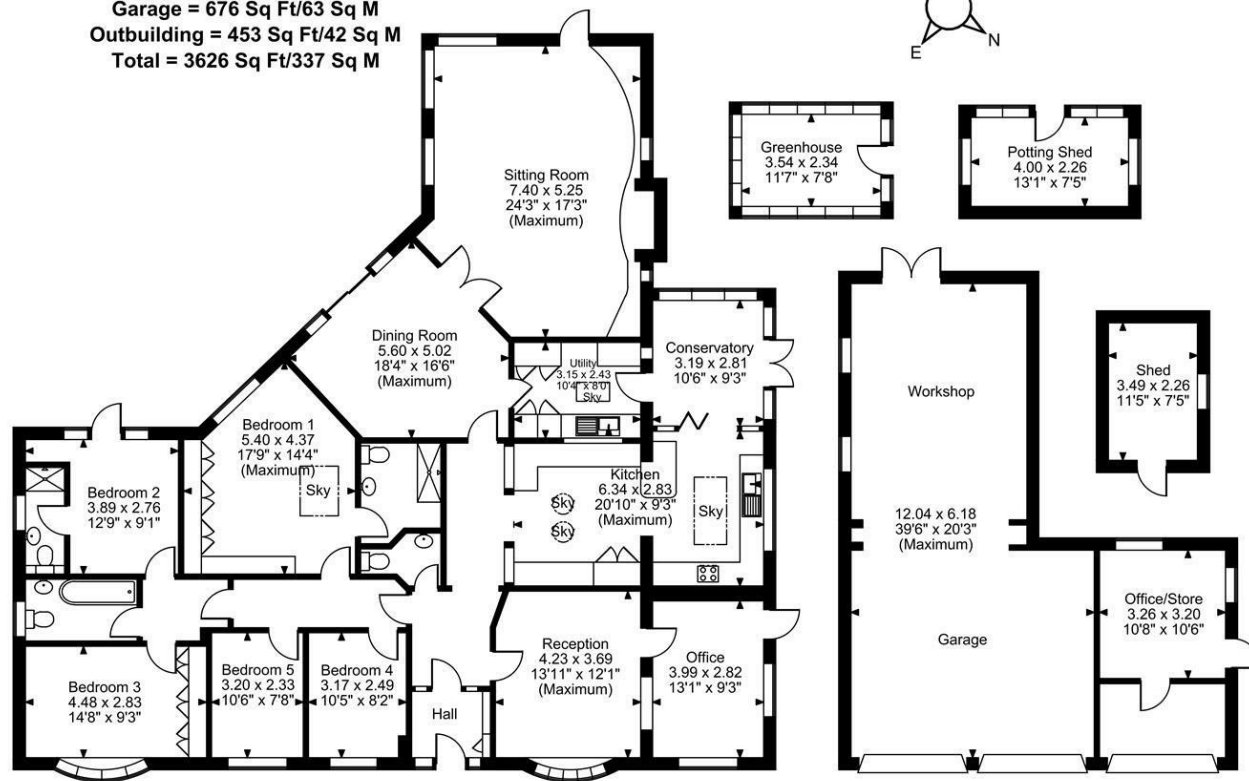 Garage = 676 Sq Ft/63 Sq M
Outbuilding = 453 Sq Ft/42 Sq M
Total = 3626 Sq Ft/337 Sq M
E
N
Sitting Room
7.40 x 5.25
24'3" x 17'3"
(Maximum)
Greenhouse
3.54 x 2.34
11'7" x 7'8"
Potting Shed
4.00 x 2.26
13'1" x 7'5"
Dining Room
5.60 x 5.02
18'4" x 16'6"
(Maximum)
Utility
3.15 x 2.43
10'4" x 8'0"
Sky
Conservatory
3.19 x 2.81
10'6" x 9'3"
Workshop
Shed
3.49 x 2.26
11'5" x 7'5"
Bedroom 1
5.40 x 4.37
17'9" x 14'4"
(Maximum)
Sky
Bedroom 2
3.89 x 2.76
12'9" x 9'1"
Kitchen
6.34 x 2.83
20'10" x 9'3"
(Maximum)
Sky
Sky
Sky
12.04 x 6.18
39'6" x 20'3"
(Maximum)
Garage
Office/Store
3.26 x 3.20
10'8" x 10'6"
Bedroom 3
4.48 x 2.83
14'8" x 9'3"
Bedroom 5
3.20 x 2.33
10'6" x 7'8"
Bedroom 4
3.17 x 2.49
10'5" x 8'2"
Hall
Reception
4.23 x 3.69
13'11" x 12'1"
(Maximum)
Office
3.99 x 2.82
13'1" x 9'3"